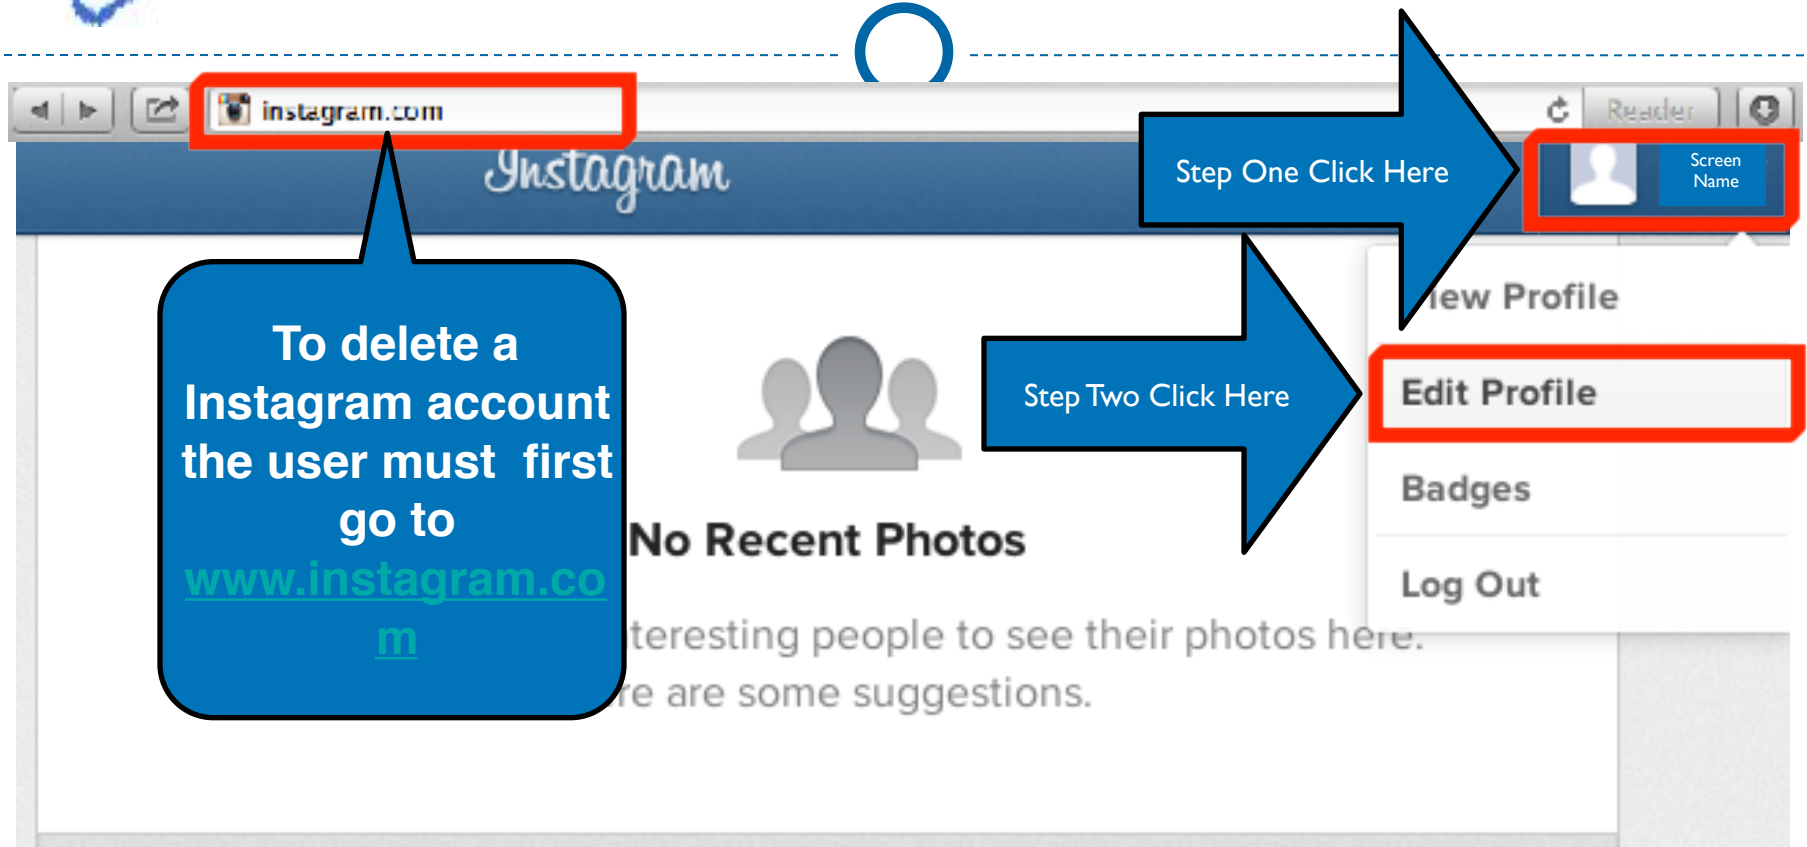 instagram.com
Reader
Instagram
Step One Click Here
Screen
Name
To delete a
Instagram account
the user must first
go to
www.instagram.co
m
iew Profile
Step Two Click Here
Edit Profile
Badges
Log Out
No Recent Photos
teresting people to see their photos here.
re are some suggestions.